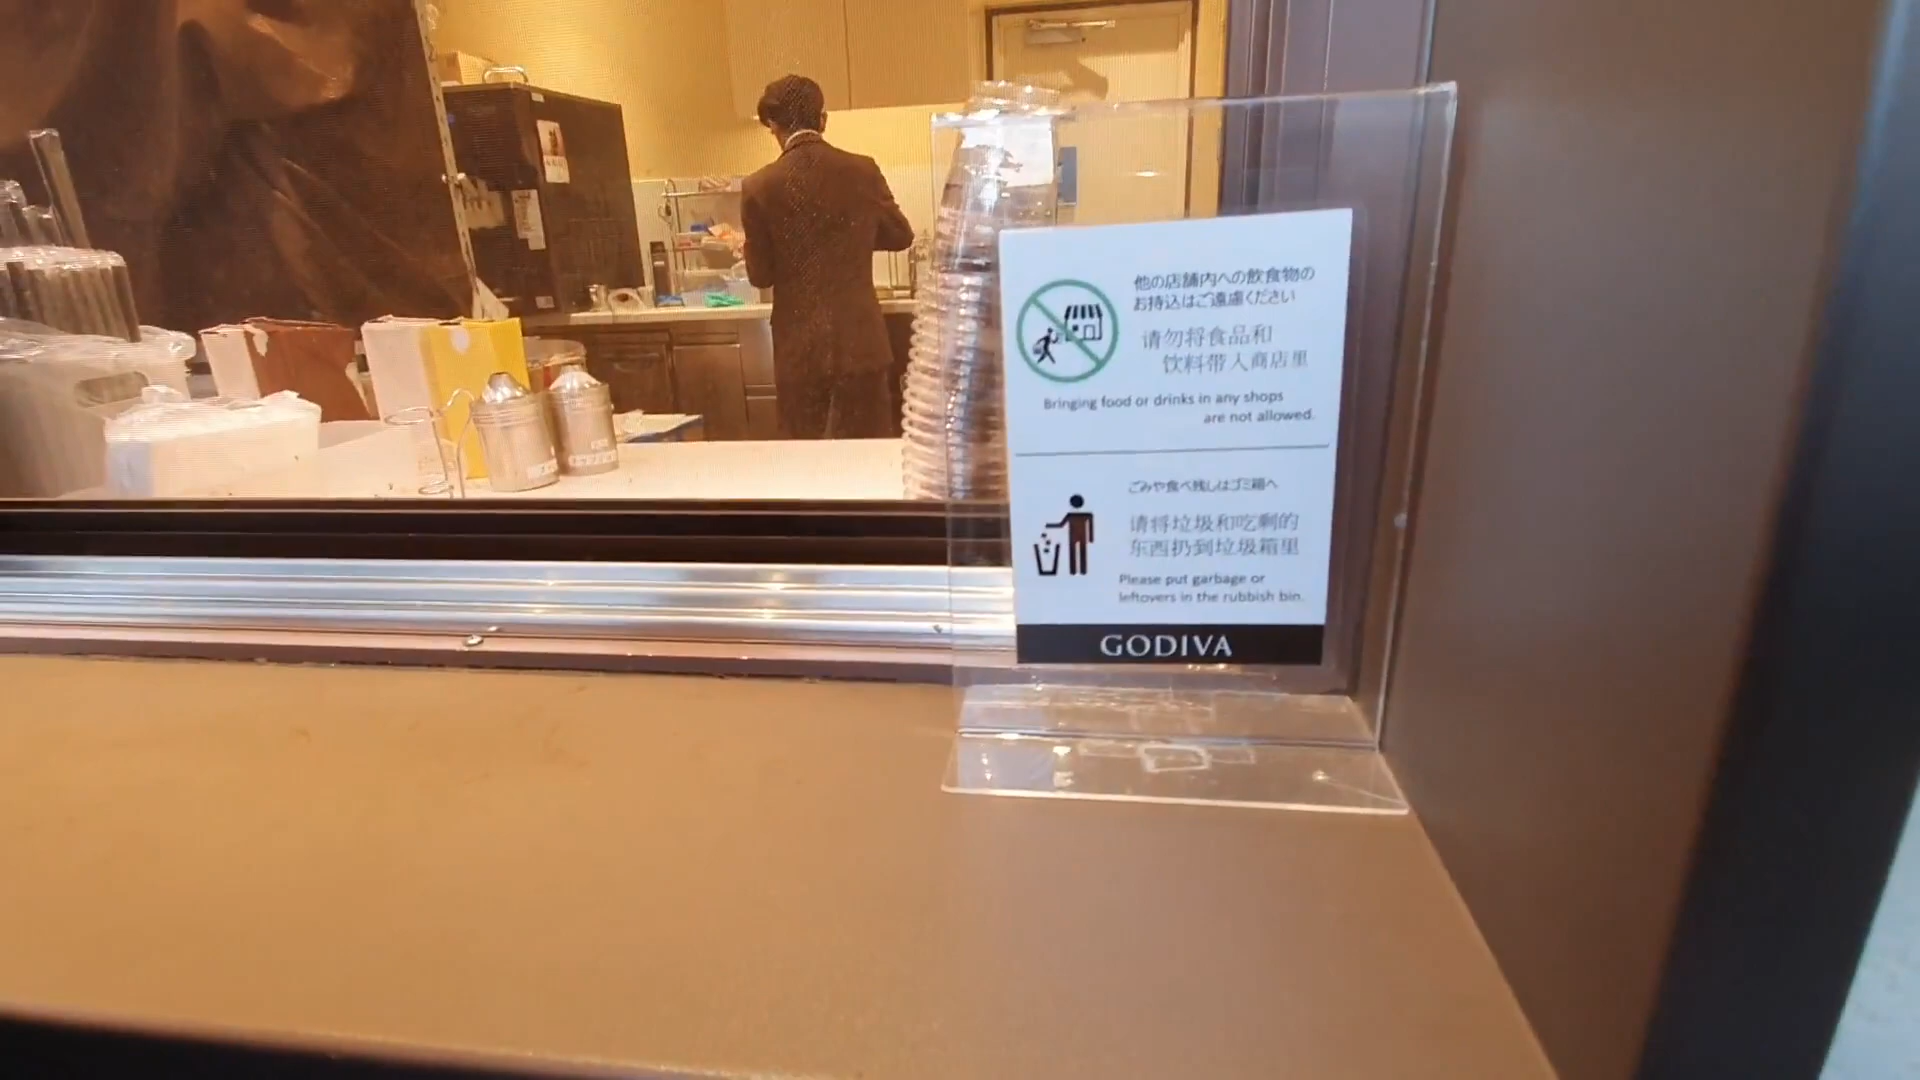 他の店舗内への飲食物の
お持込はご遠慮ください
请勿将食品和
饮料带入商店里
Bringing food or drinks in any shops
are not allowed.
ごみや食べ残しはゴミ箱へ
请将垃圾和吃剩的
东西扔到垃圾箱里
Please put garbage or
leftovers in the rubbish bin.
GODIVA